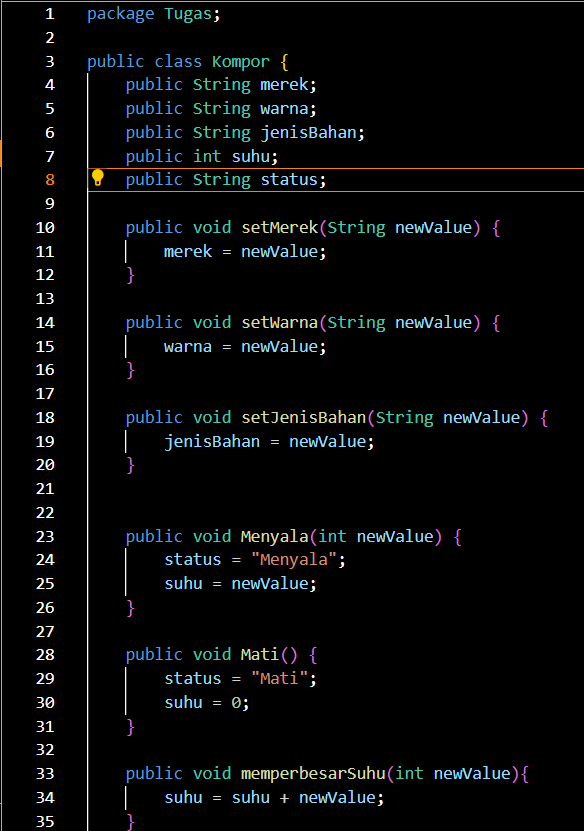 1 package Tugas;
2
3 public class Kompor {
4 public String merek;
5 public String warna;
6 public String jenisBahan;
7 public int suhu;
8 public String status;
9
10 public void setMerek(String newValue) {
11 merek = newValue;
12 }
13
14 public void setWarna(String newValue) {
15 warna = newValue;
16 }
17
18 public void setJenisBahan(String newValue) {
19 jenisBahan = newValue;
20 }
21
22
23 public void Menyala(int newValue) {
24 status = "Menyala";
25 suhu = newValue;
26 }
27
28 public void Mati() {
29 status = "Mati";
30 suhu = 0;
31 }
32
33 public void memperbesarSuhu(int newValue){
34 suhu = suhu + newValue;
35 }